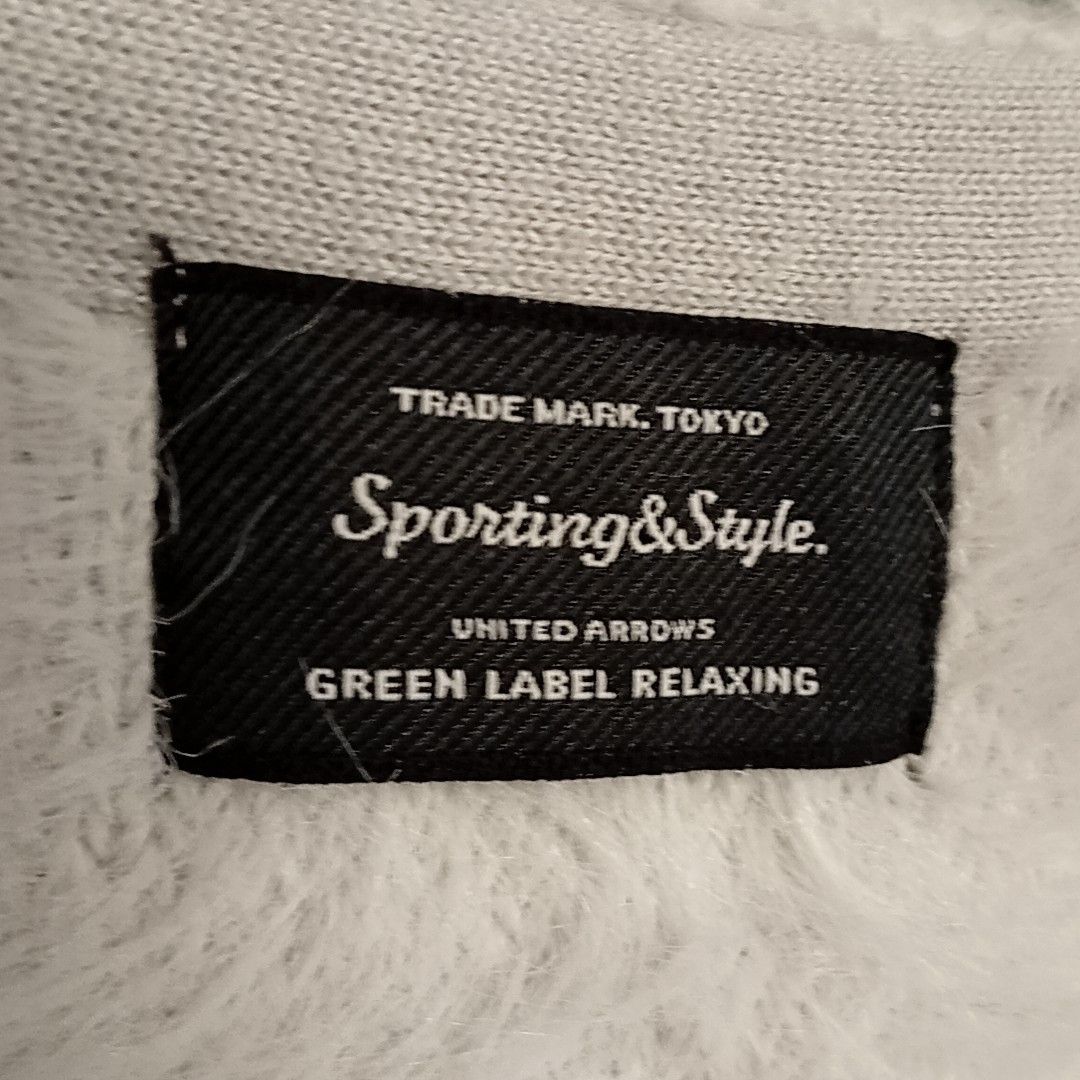 TRADE MARK. TOKYO
Sporting&Style.
UNITED ARROWS
GREEN LABEL RELAXING